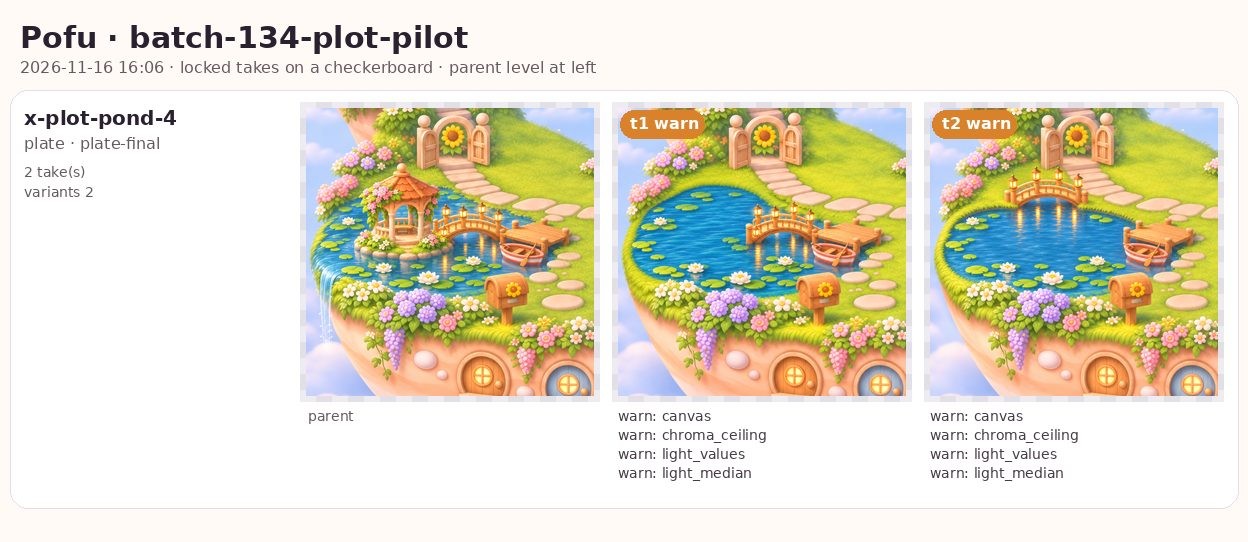 Pofu · batch-134-plot-pilot
2026-11-16 16:06 · locked takes on a checkerboard · parent level at left
x-plot-pond-4
plate · plate-final
2 take(s)
variants 2
t1 warn
t2 warn
parent
warn: canvas
warn: chroma_ceiling
warn: light_values
warn: light_median
warn: canvas
warn: chroma_ceiling
warn: light_values
warn: light_median